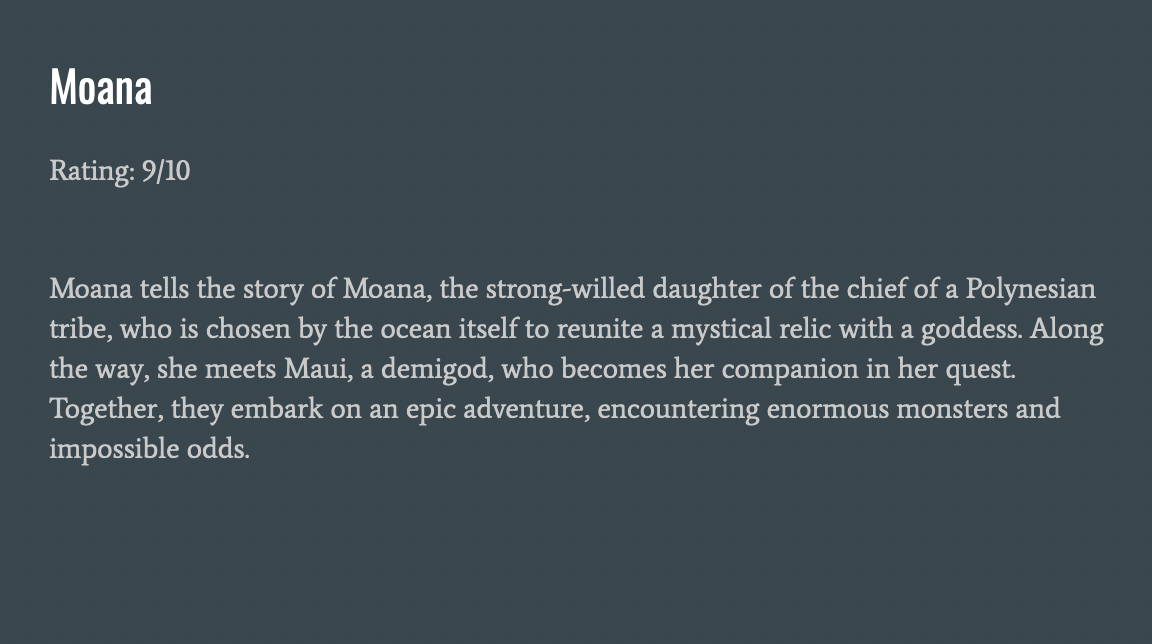 Moana
Rating: 9/10
Moana tells the story of Moana, the strong-willed daughter of the chief of a Polynesian
tribe, who is chosen by the ocean itself to reunite a mystical relic with a goddess. Along
the way, she meets Maui, a demigod, who becomes her companion in her quest.
Together, they embark on an epic adventure, encountering enormous monsters and
impossible odds.